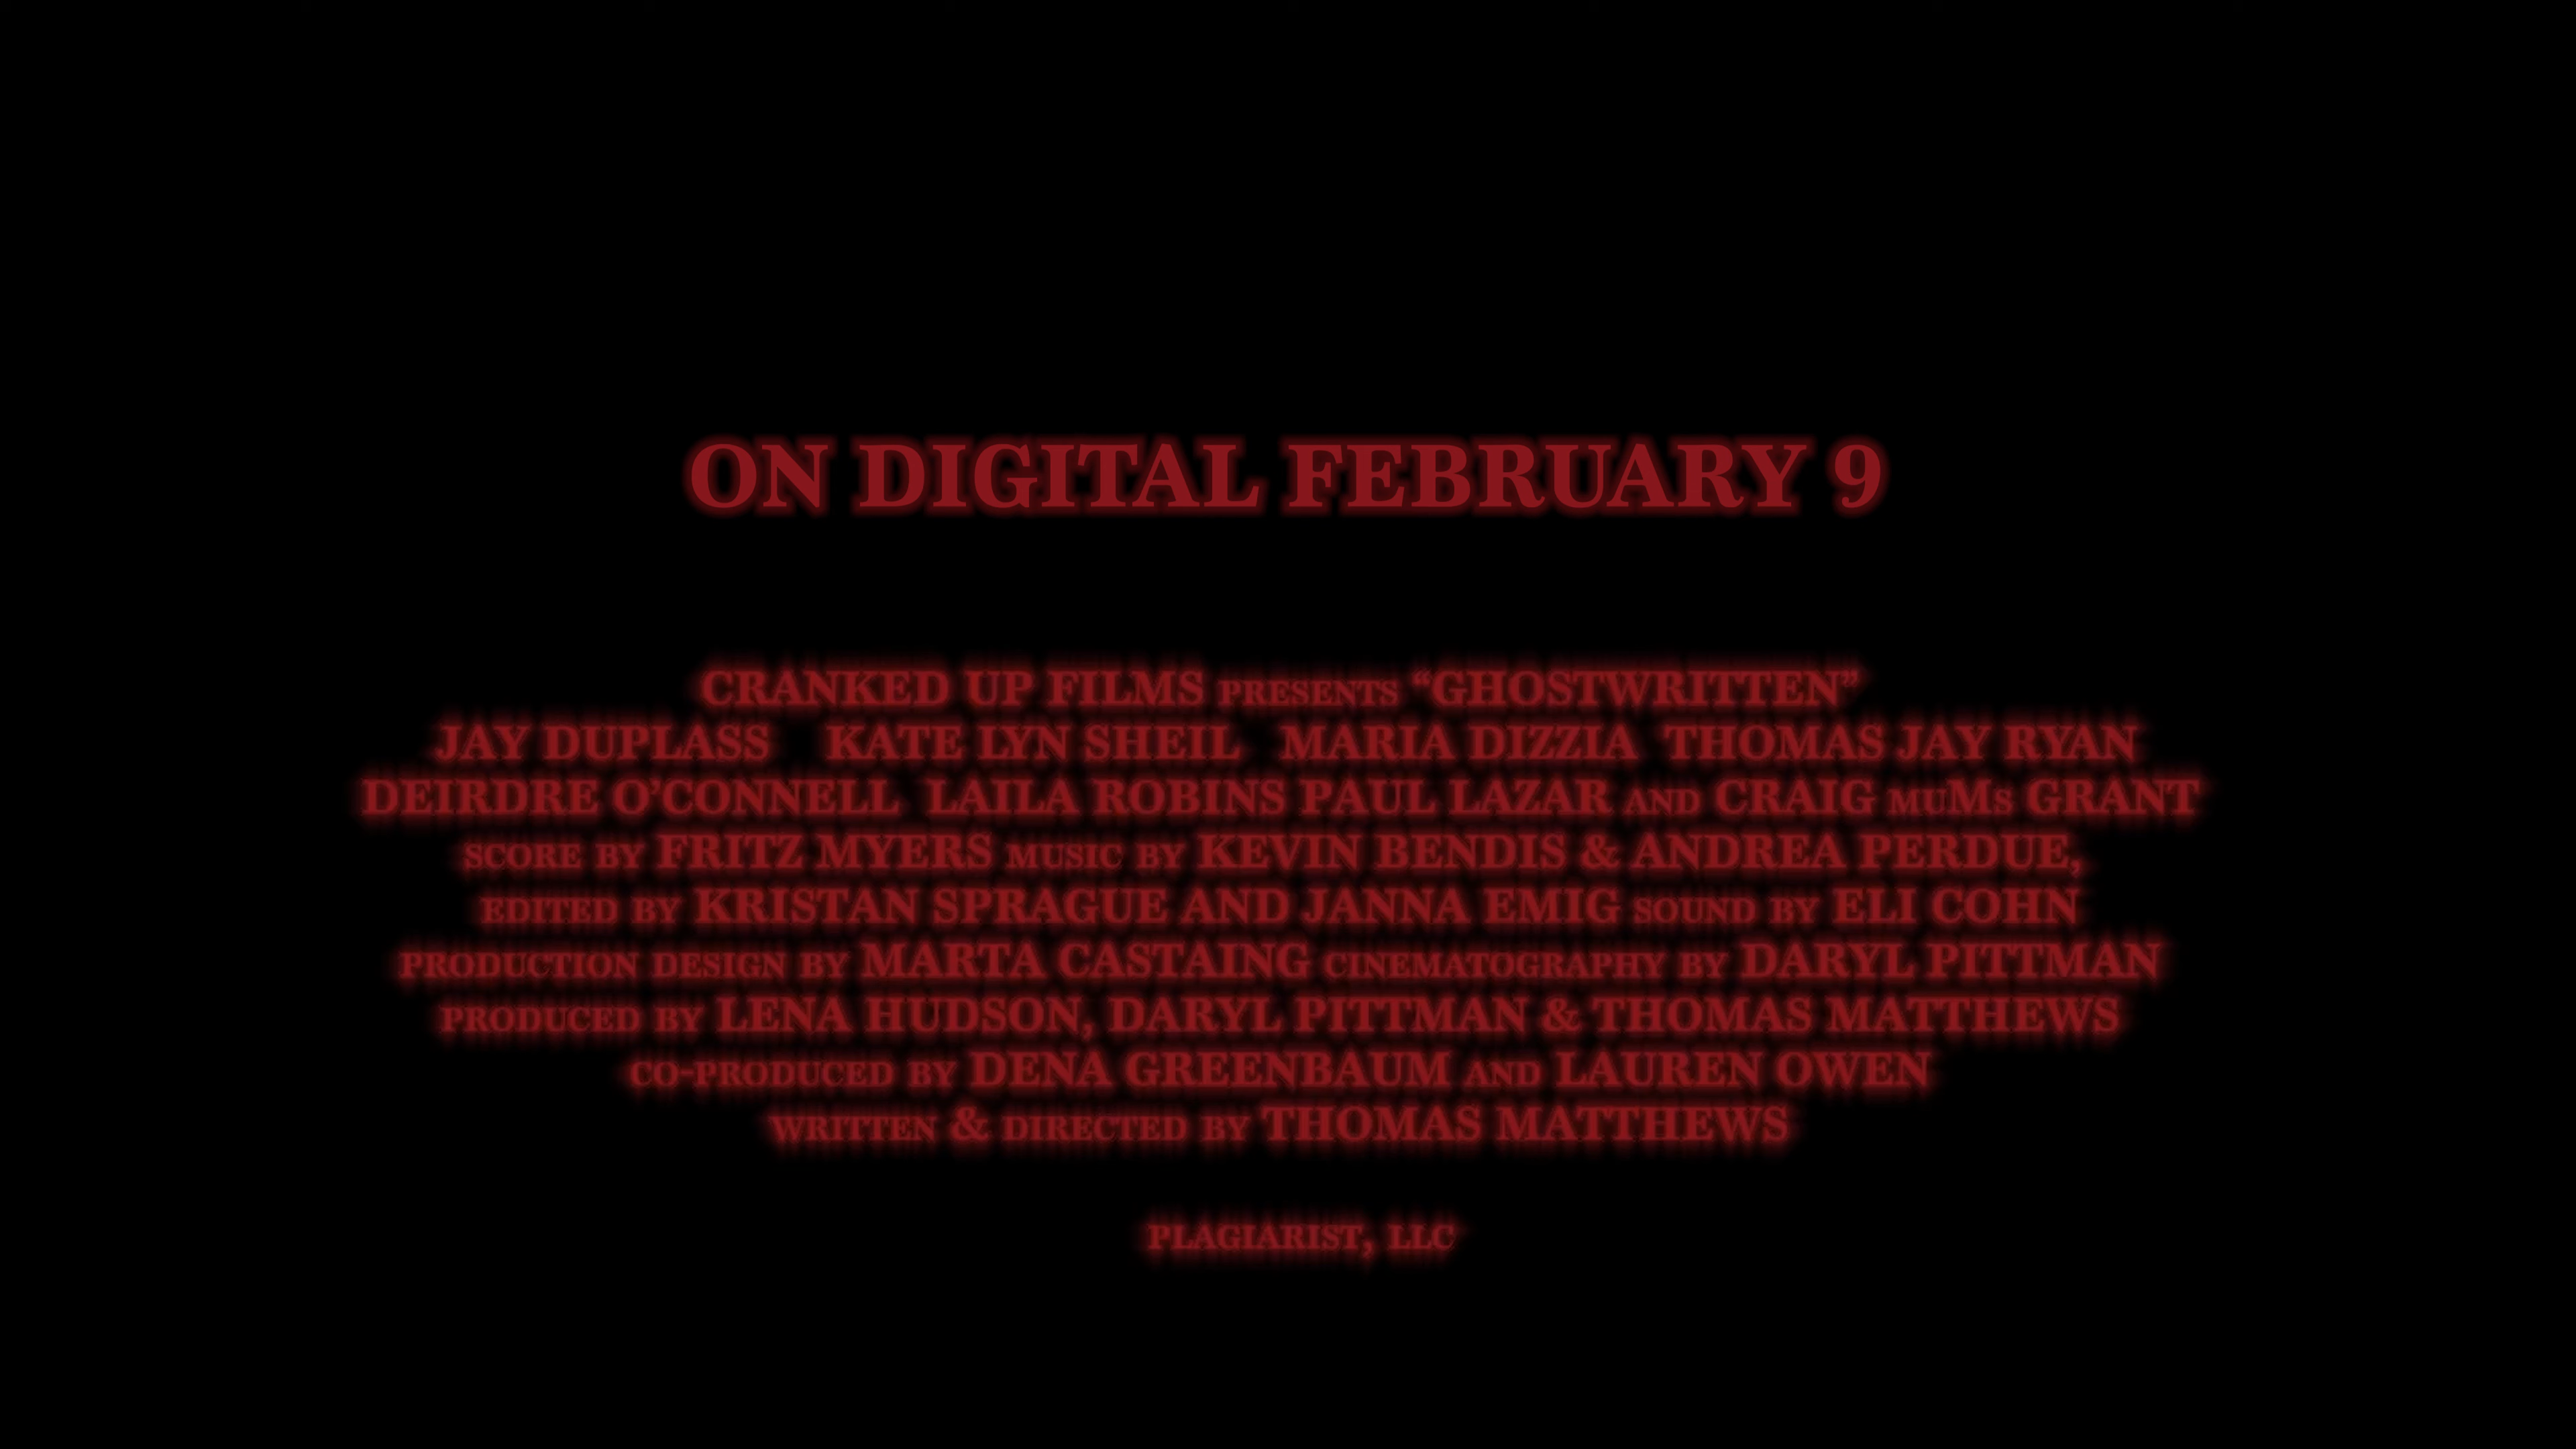 ON DIGITAL FEBRUARY 9
CRANKED UP FILMS PRESENTS “GHOSTWRITTEN”
JAY DUPLASS KATE LYN SHEIL MARIA DIZZIA THOMAS JAY RYAN
DEIRDRE O’CONNELL LAILA ROBINS PAUL LAZAR AND CRAIG MUMS GRANT
SCORE BY FRITZ MYERS MUSIC BY KEVIN BENDIS & ANDREA PERDUE,
EDITED BY KRISTAN SPRAGUE AND JANNA EMIG SOUND BY ELI COHN
PRODUCTION DESIGN BY MARTA CASTAING CINEMATOGRAPHY BY DARYL PITTMAN
PRODUCED BY LENA HUDSON, DARYL PITTMAN & THOMAS MATTHEWS
CO-PRODUCED BY DENA GREENBAUM AND LAUREN OWEN
WRITTEN & DIRECTED BY THOMAS MATTHEWS
PLAGIARIST, LLC